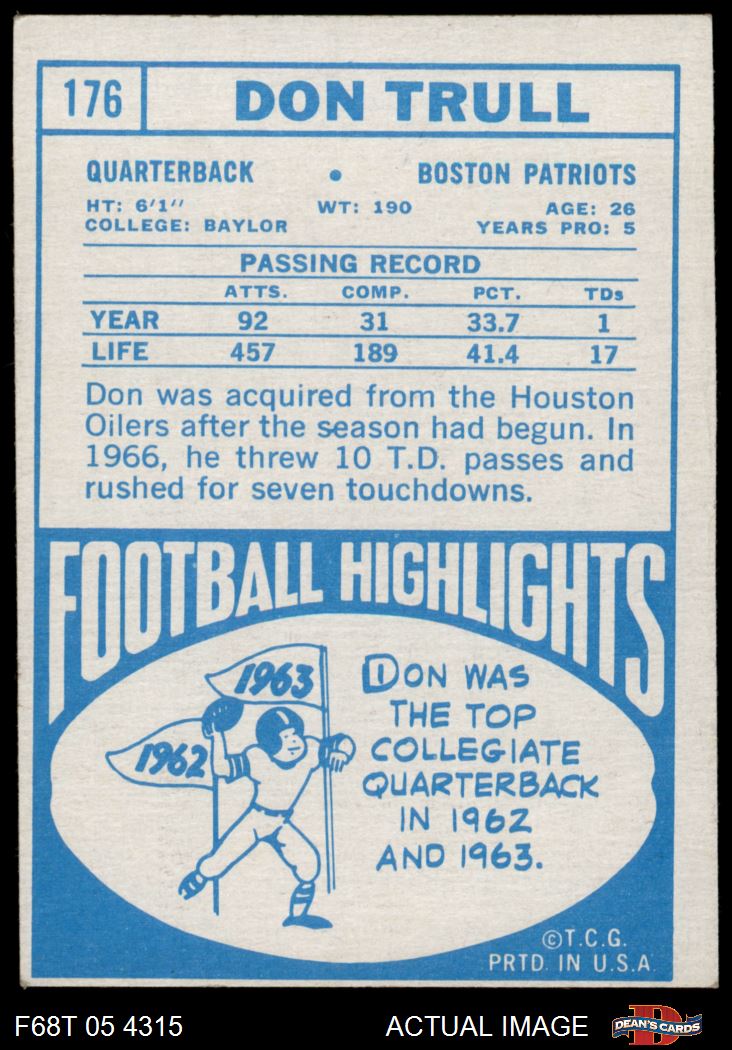 176
DON TRULL
QUARTERBACK • BOSTON PATRIOTS
HT: 6'1" WT: 190 AGE: 26
COLLEGE: BAYLOR YEARS PRO: 5
PASSING RECORD
ATTS. COMP. PCT. TDs
YEAR 92 31 33.7 1
LIFE 457 189 41.4 17
Don was acquired from the Houston
Oilers after the season had begun. In
1966, he threw 10 T.D. passes and
rushed for seven touchdowns.
FOOTBALL HIGHLIGHTS
1963
1962
DON WAS
THE TOP
COLLEGIATE
QUARTERBACK
IN 1962
AND 1963.
©T.C.G.
PRTD. IN U.S.A.
F68T 05 4315 ACTUAL IMAGE
D
DEAN'S CARDS